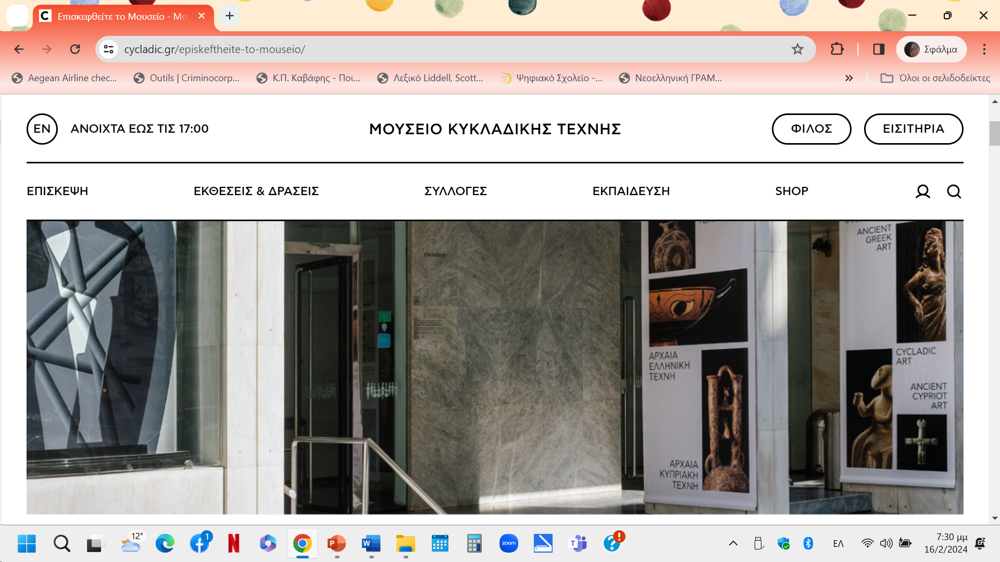 Επισκεφθείτε το Μουσείο - Μο
cycladic.gr/episkeftheite-to-mouseio/
Σφάλμα
Aegean Airline chec...
Outils | Criminocorp...
Κ.Π. Καβάφης - Ποι...
Λεξικό Liddell, Scott...
Ψηφιακό Σχολείο -...
Νεοελληνική ΓΡΑΜ...
Όλοι οι σελιδοδείκτες
EN
ΑΝΟΙΧΤΑ ΕΩΣ ΤΙΣ 17:00
ΜΟΥΣΕΙΟ ΚΥΚΛΑΔΙΚΗΣ ΤΕΧΝΗΣ
ΦΙΛΟΣ
ΕΙΣΙΤΗΡΙΑ
ΕΠΙΣΚΕΨΗ
ΕΚΘΕΣΕΙΣ & ΔΡΑΣΕΙΣ
ΣΥΛΛΟΓΕΣ
ΕΚΠΑΙΔΕΥΣΗ
SHOP
ANCIENT
GREEK
ART
ΑΡΧΑΙΑ
ΕΛΛΗΝΙΚΗ
ΤΕΧΝΗ
CYCLADIC
ART
ANCIENT
CYPRIOT
ART
ΑΡΧΑΙΑ
ΚΥΠΡΙΑΚΗ
ΤΕΧΝΗ
12°
1
zoom
ΕΛ
7:30 μμ
16/2/2024